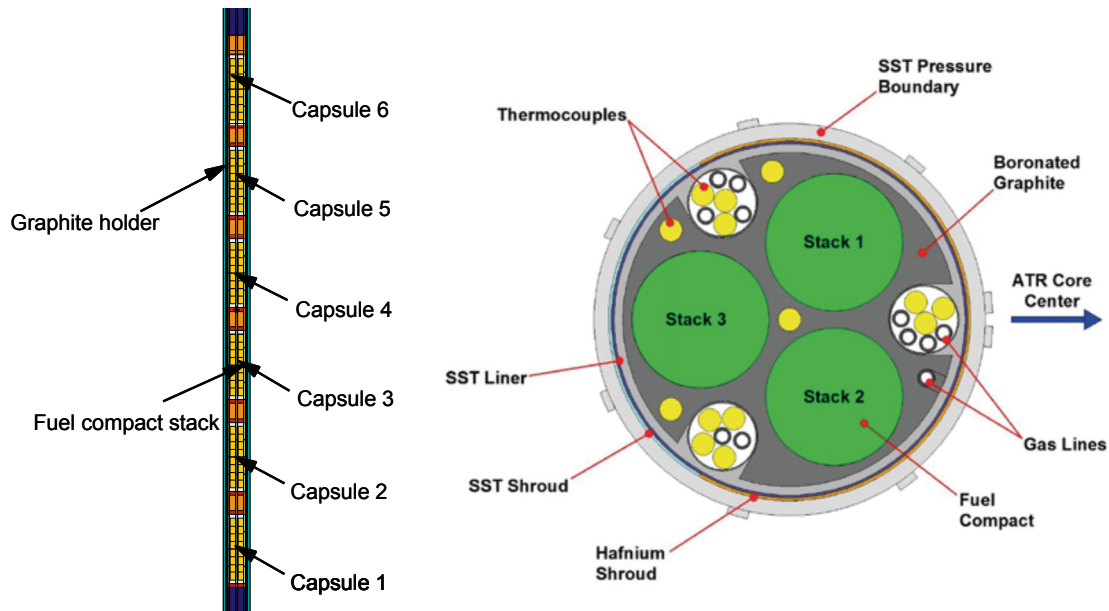 Capsule 6
Capsule 5
Graphite holder
Capsule 4
Capsule 3
Fuel compact stack
Capsule 2
Capsule 1
SST Pressure
Boundary
Thermocouples
Boronated
Graphite
Stack 1
ATR Core
Center
Stack 3
SST Liner
Stack 2
Gas Lines
SST Shroud
Fuel
Compact
Hafnium
Shroud